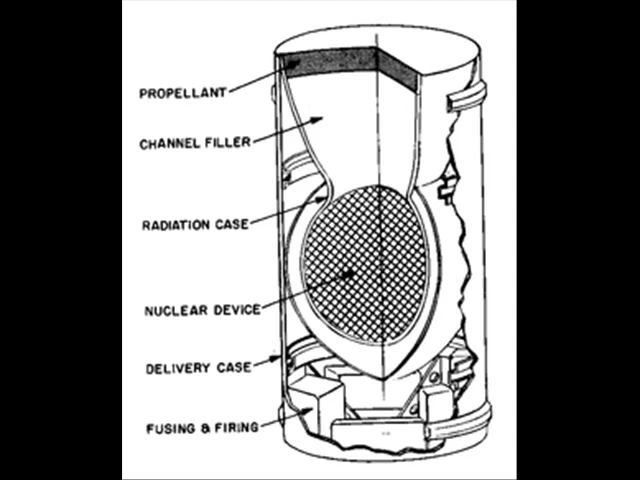 PROPELLANT
CHANNEL FILLER
RADIATION CASE
NUCLEAR DEVICE
DELIVERY CASE
FUSING & FIRING